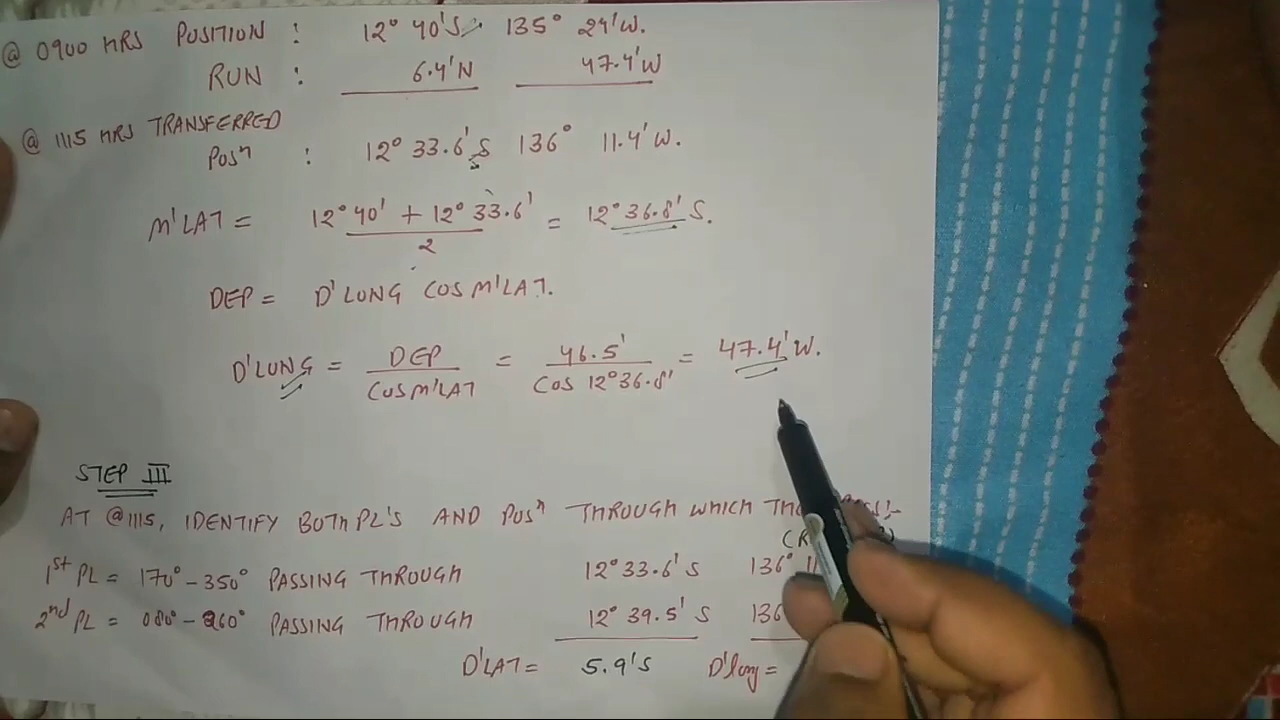 @ 0900 HRS POSITION : 12° 40'S 135° 24'W.
RUN : 6.4'N 47.4'W
@ 1115 HRS TRANSFERRED
POSⁿ : 12° 33.6'S 136° 11.4'W.
M'LAT = 12°40' + 12°33.6' / 2 = 12°36.8' S.
DEP = D'LONG COS M'LAT.
D'LONG = DEP / COS M'LAT = 46.5' / COS 12°36.8' = 47.4'W.
STEP III
AT @1115, IDENTIFY BOTH PL'S AND POSⁿ THROUGH WHICH
1st PL = 170° - 350° PASSING THROUGH 12° 33.6' S 136° 11
2nd PL = 080° - 260° PASSING THROUGH 12° 39.5' S 136
D'LAT = 5.9'S D'long =